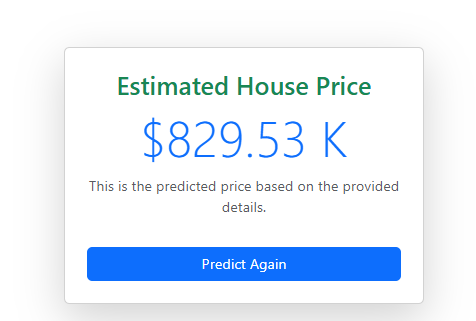 Estimated House Price
$829.53 K
This is the predicted price based on the provided
details.
Predict Again